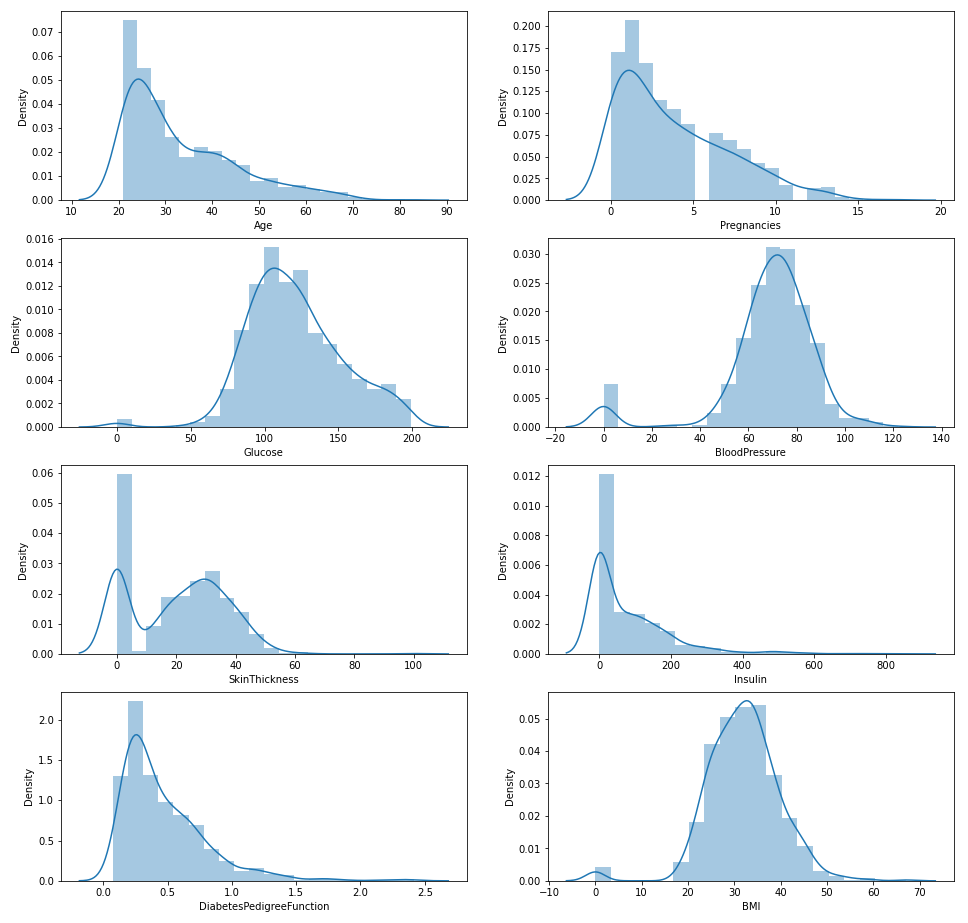 0.07
0.06
0.05
0.04
0.03
0.02
0.01
0.00
Density
10 20 30 40 50 60 70 80 90
Age
0.200
0.175
0.150
0.125
0.100
0.075
0.050
0.025
0.000
Density
0 5 10 15 20
Pregnancies
0.016
0.014
0.012
0.010
0.008
0.006
0.004
0.002
0.000
Density
0 50 100 150 200
Glucose
0.030
0.025
0.020
0.015
0.010
0.005
0.000
Density
−20 0 20 40 60 80 100 120 140
BloodPressure
0.06
0.05
0.04
0.03
0.02
0.01
0.00
Density
0 20 40 60 80 100
SkinThickness
0.012
0.010
0.008
0.006
0.004
0.002
0.000
Density
0 200 400 600 800
Insulin
2.0
1.5
1.0
0.5
0.0
Density
0.0 0.5 1.0 1.5 2.0 2.5
DiabetesPedigreeFunction
0.05
0.04
0.03
0.02
0.01
0.00
Density
−10 0 10 20 30 40 50 60 70
BMI